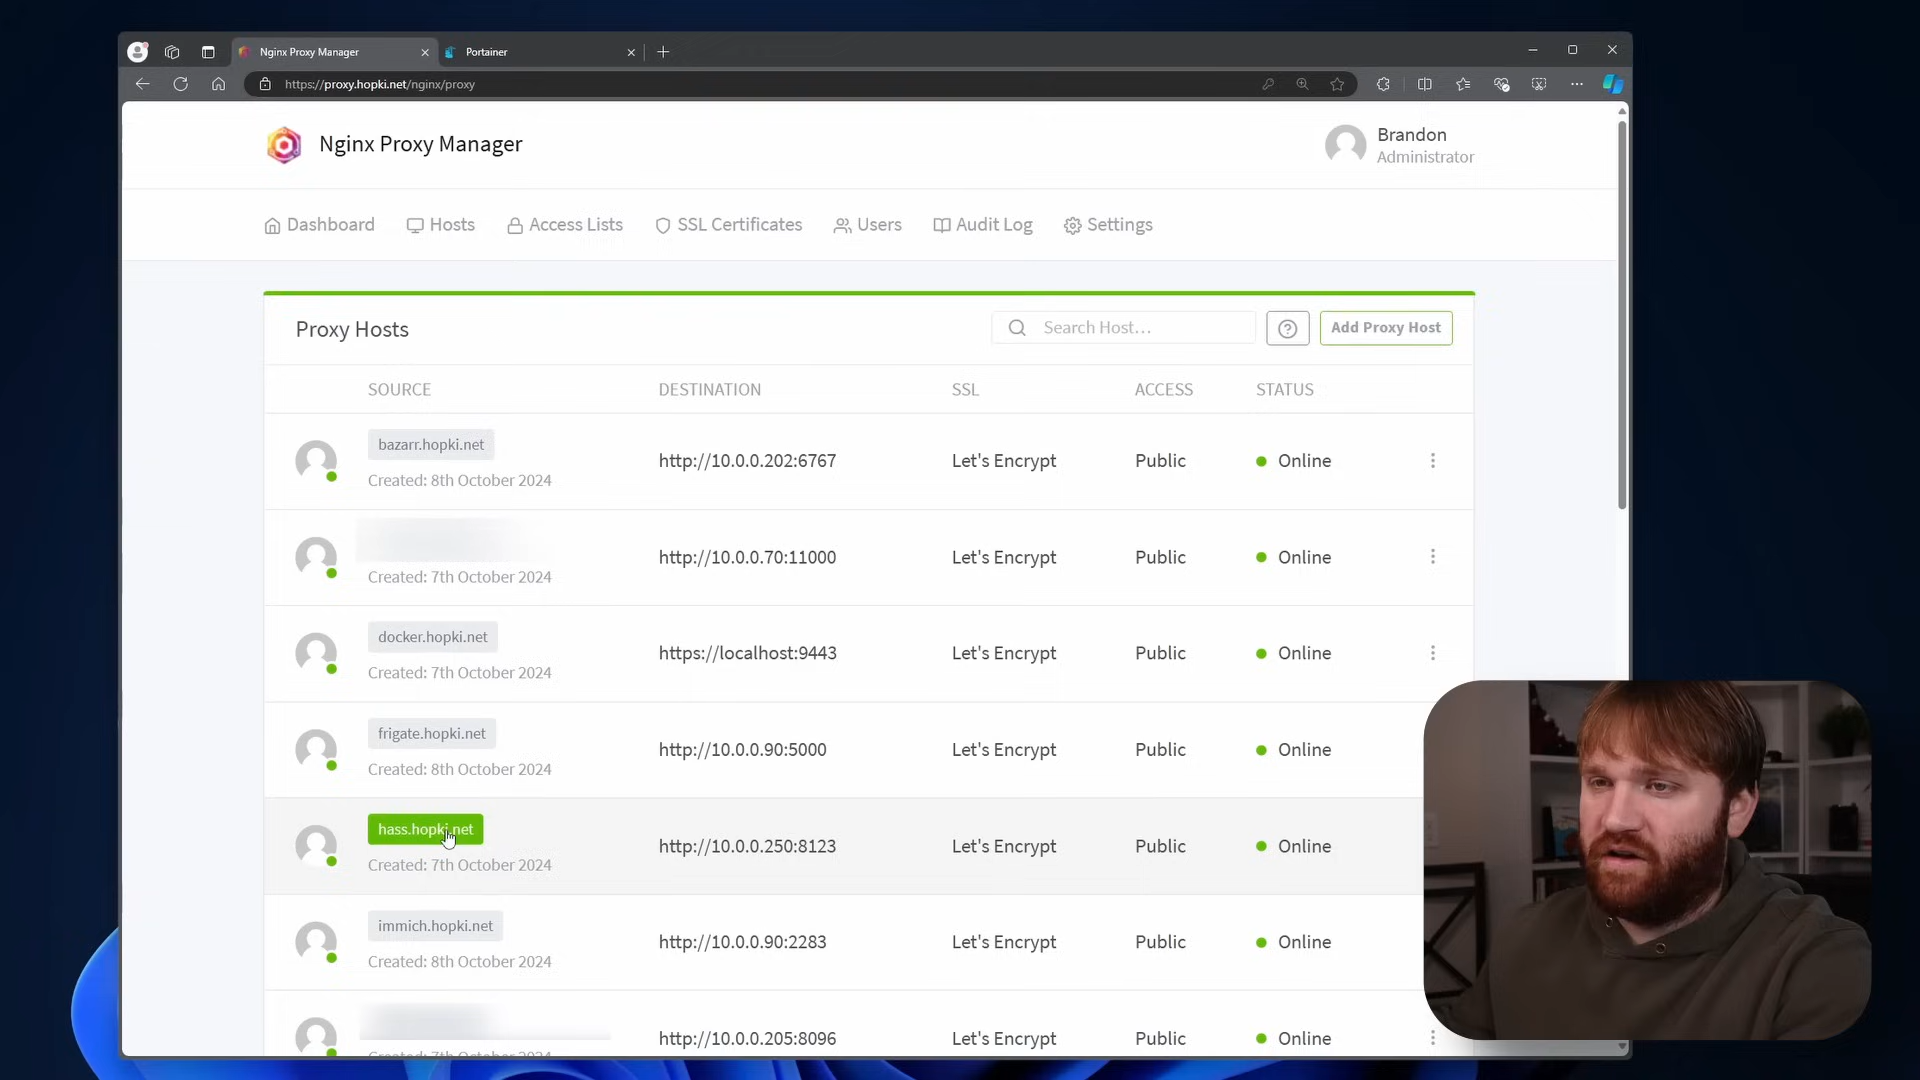 Nginx Proxy Manager
Portainer
https://proxy.hopki.net/nginx/proxy
Nginx Proxy Manager
Brandon
Administrator
Dashboard
Hosts
Access Lists
SSL Certificates
Users
Audit Log
Settings
Proxy Hosts
Search Host...
Add Proxy Host
SOURCE DESTINATION SSL ACCESS STATUS
bazarr.hopki.net
Created: 8th October 2024
http://10.0.0.202:6767 Let's Encrypt Public Online
Created: 7th October 2024
http://10.0.0.70:11000 Let's Encrypt Public Online
docker.hopki.net
Created: 7th October 2024
https://localhost:9443 Let's Encrypt Public Online
frigate.hopki.net
Created: 8th October 2024
http://10.0.0.90:5000 Let's Encrypt Public Online
hass.hopki.net
Created: 7th October 2024
http://10.0.0.250:8123 Let's Encrypt Public Online
immich.hopki.net
Created: 8th October 2024
http://10.0.0.90:2283 Let's Encrypt Public Online
http://10.0.0.205:8096 Let's Encrypt Public Online
Created: 7th October 2024